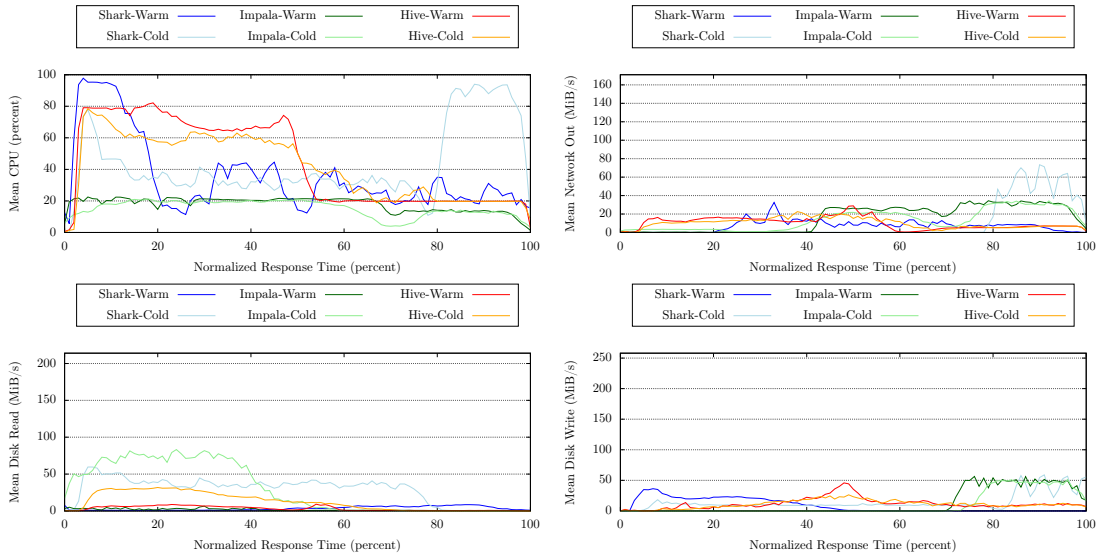 Shark-Warm Impala-Warm Hive-Warm
Shark-Cold Impala-Cold Hive-Cold
Mean CPU (percent)
100
80
60
40
20
0
0 20 40 60 80 100
Normalized Response Time (percent)
Shark-Warm Impala-Warm Hive-Warm
Shark-Cold Impala-Cold Hive-Cold
Mean Network Out (MiB/s)
160
140
120
100
80
60
40
20
0
0 20 40 60 80 100
Normalized Response Time (percent)
Shark-Warm Impala-Warm Hive-Warm
Shark-Cold Impala-Cold Hive-Cold
Mean Disk Read (MiB/s)
200
150
100
50
0
0 20 40 60 80 100
Normalized Response Time (percent)
Shark-Warm Impala-Warm Hive-Warm
Shark-Cold Impala-Cold Hive-Cold
Mean Disk Write (MiB/s)
250
200
150
100
50
0
0 20 40 60 80 100
Normalized Response Time (percent)